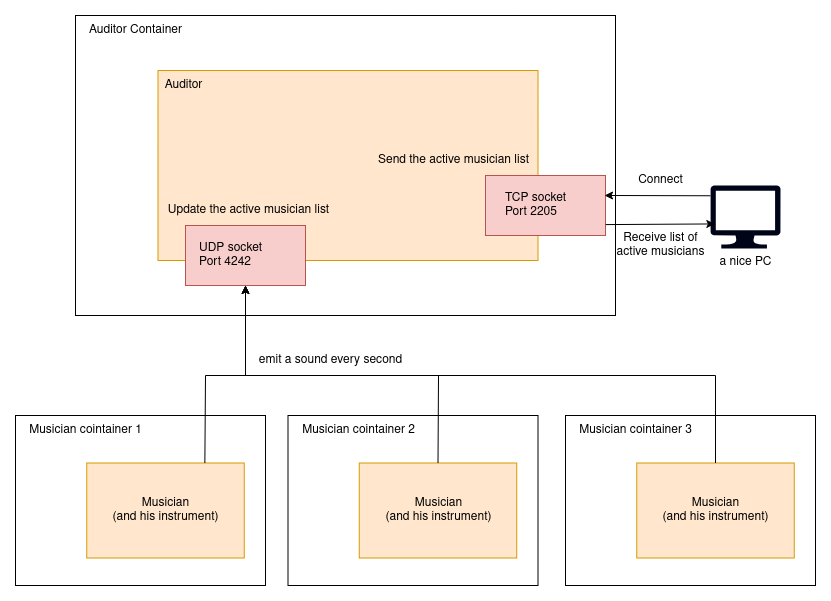 Auditor Container
Auditor
Send the active musician list
TCP socket
Port 2205
Connect
Receive list of
active musicians
a nice PC
Update the active musician list
UDP socket
Port 4242
emit a sound every second
Musician cointainer 1
Musician
(and his instrument)
Musician cointainer 2
Musician
(and his instrument)
Musician cointainer 3
Musician
(and his instrument)